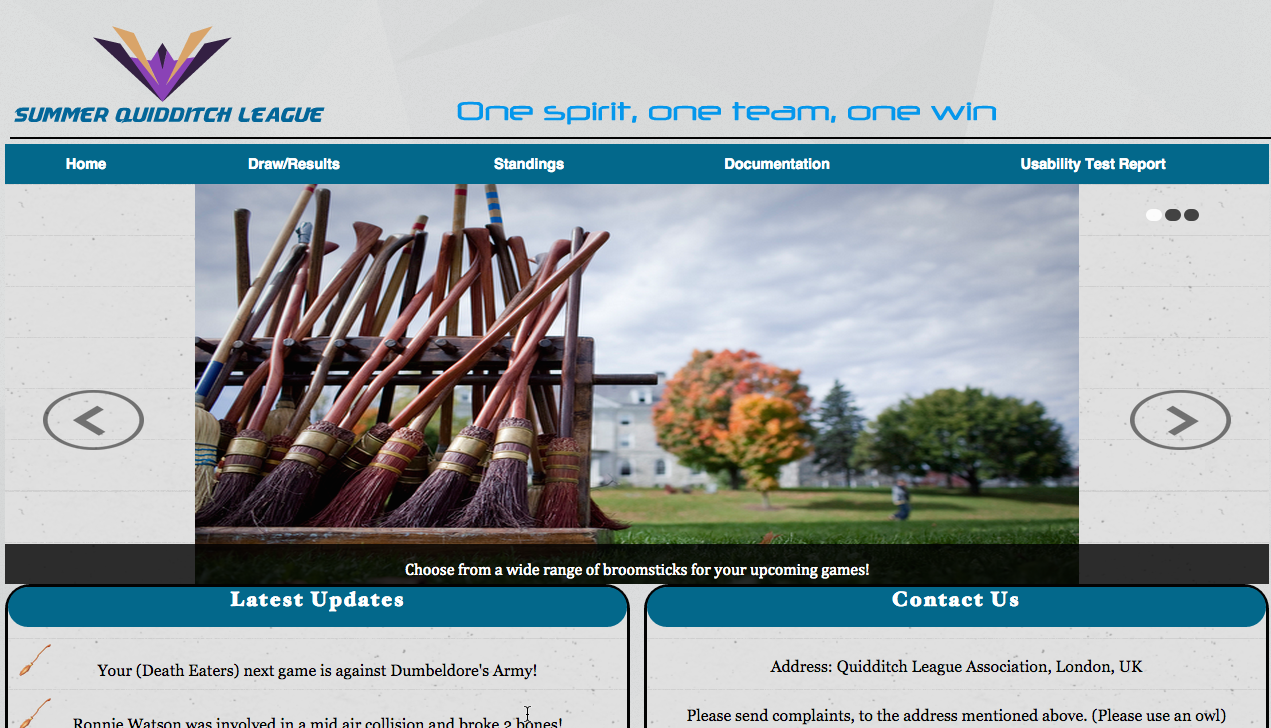 SUMMER QUIDDITCH LEAGUE
One spirit, one team, one win
Home Draw/Results Standings Documentation Usability Test Report
Choose from a wide range of broomsticks for your upcoming games!
Latest Updates
Your (Death Eaters) next game is against Dumbeldore's Army!
Ronnie Watson was involved in a mid air collision and broke 2 bones!
Contact Us
Address: Quidditch League Association, London, UK
Please send complaints, to the address mentioned above. (Please use an owl)